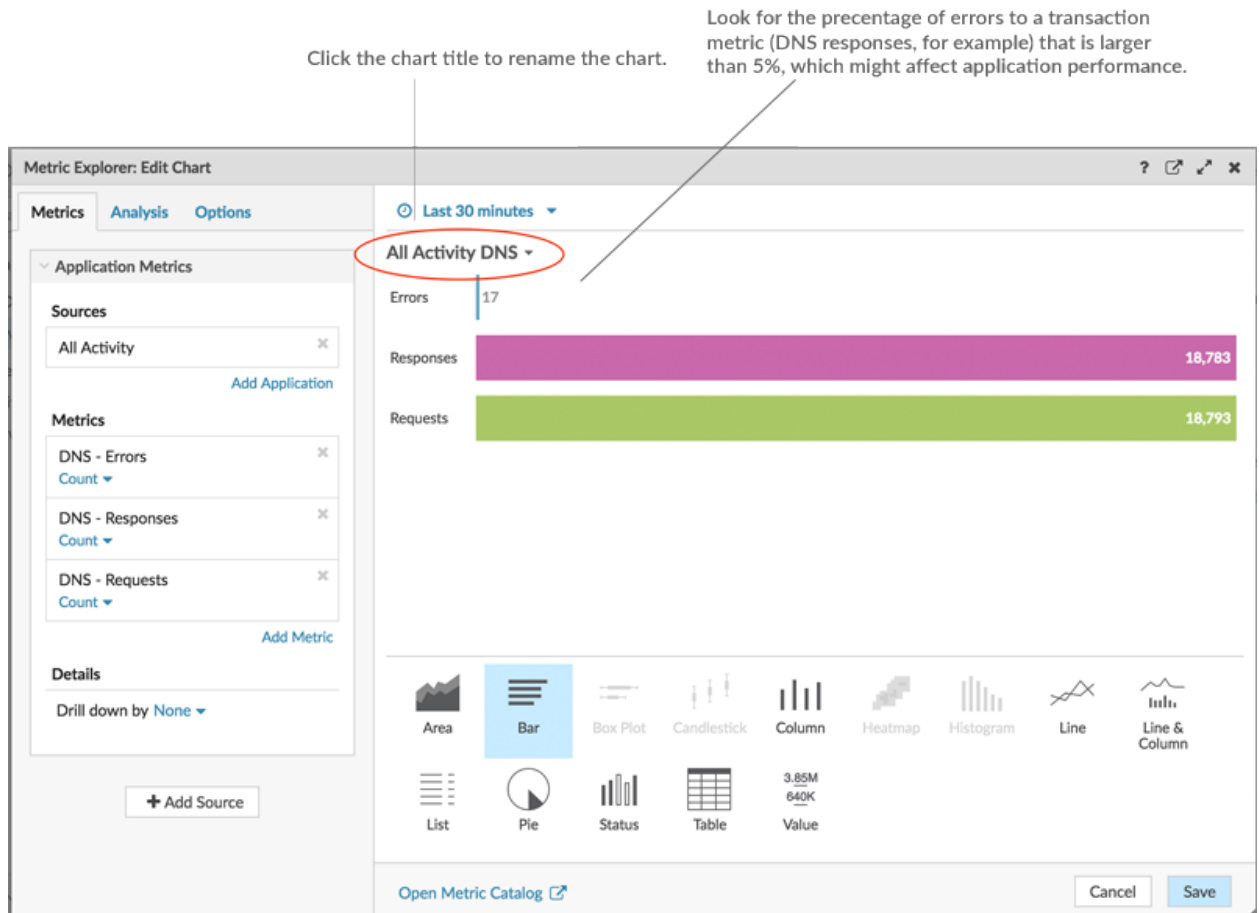 Look for the precentage of errors to a transaction
metric (DNS responses, for example) that is larger
than 5%, which might affect application performance.
Click the chart title to rename the chart.
Metric Explorer: Edit Chart
?
Metrics Analysis Options
Last 30 minutes
All Activity DNS
Application Metrics
Sources
All Activity
Add Application
Metrics
DNS - Errors
Count
DNS - Responses
Count
DNS - Requests
Count
Add Metric
Details
Drill down by None
+ Add Source
Errors 17
Responses 18,783
Requests 18,793
Area Bar Box Plot Candlestick Column Heatmap Histogram Line Line &
Column
3.85M
640K
List Pie Status Table Value
Open Metric Catalog
Cancel Save